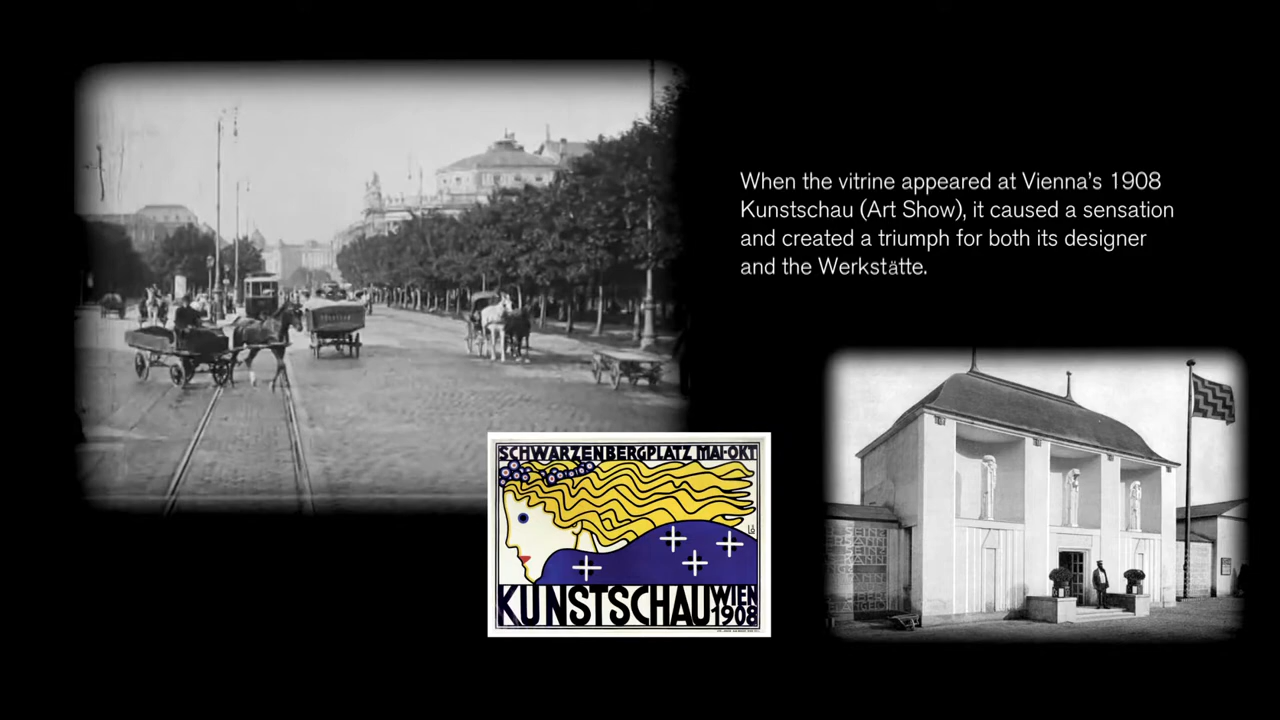 When the vitrine appeared at Vienna's 1908
Kunstschau (Art Show), it caused a sensation
and created a triumph for both its designer
and the Werkstätte.
SCHWARZENBERGPLATZ MAI-OKT
KUNSTSCHAU
WIEN
1908